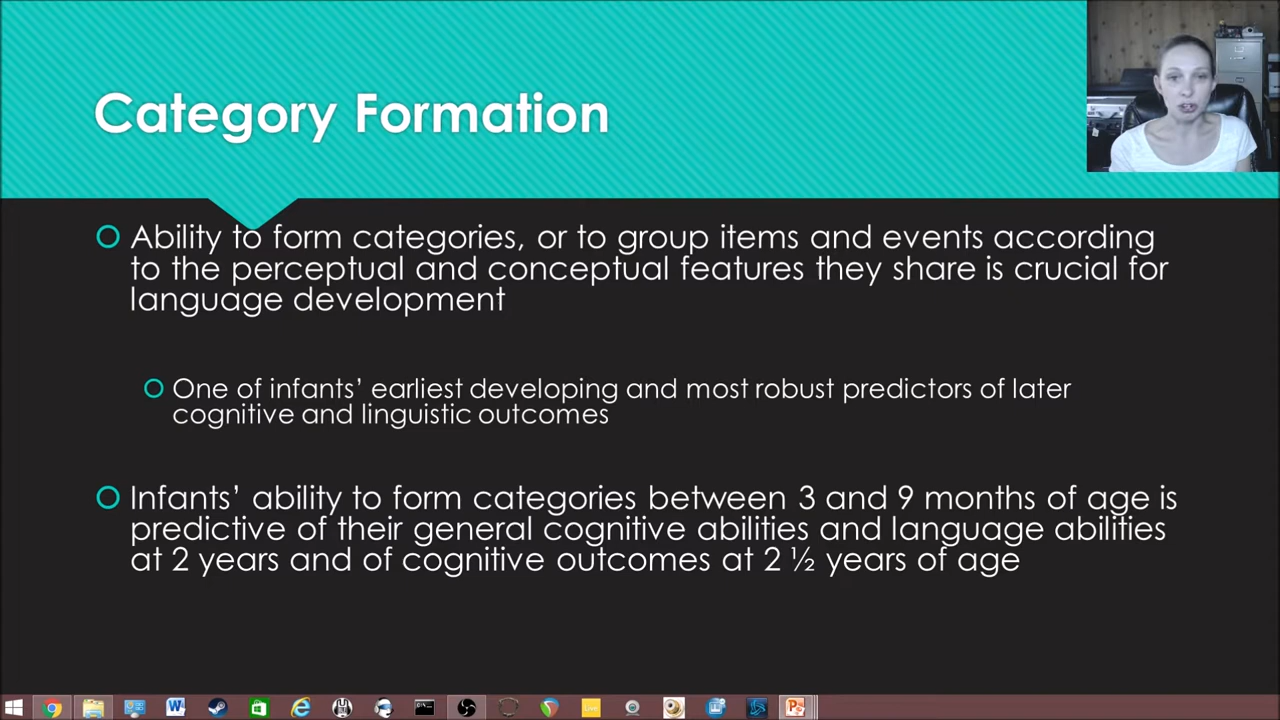 Category Formation
Ability to form categories, or to group items and events according
to the perceptual and conceptual features they share is crucial for
language development
One of infants’ earliest developing and most robust predictors of later
cognitive and linguistic outcomes
Infants’ ability to form categories between 3 and 9 months of age is
predictive of their general cognitive abilities and language abilities
at 2 years and of cognitive outcomes at 2 ½ years of age